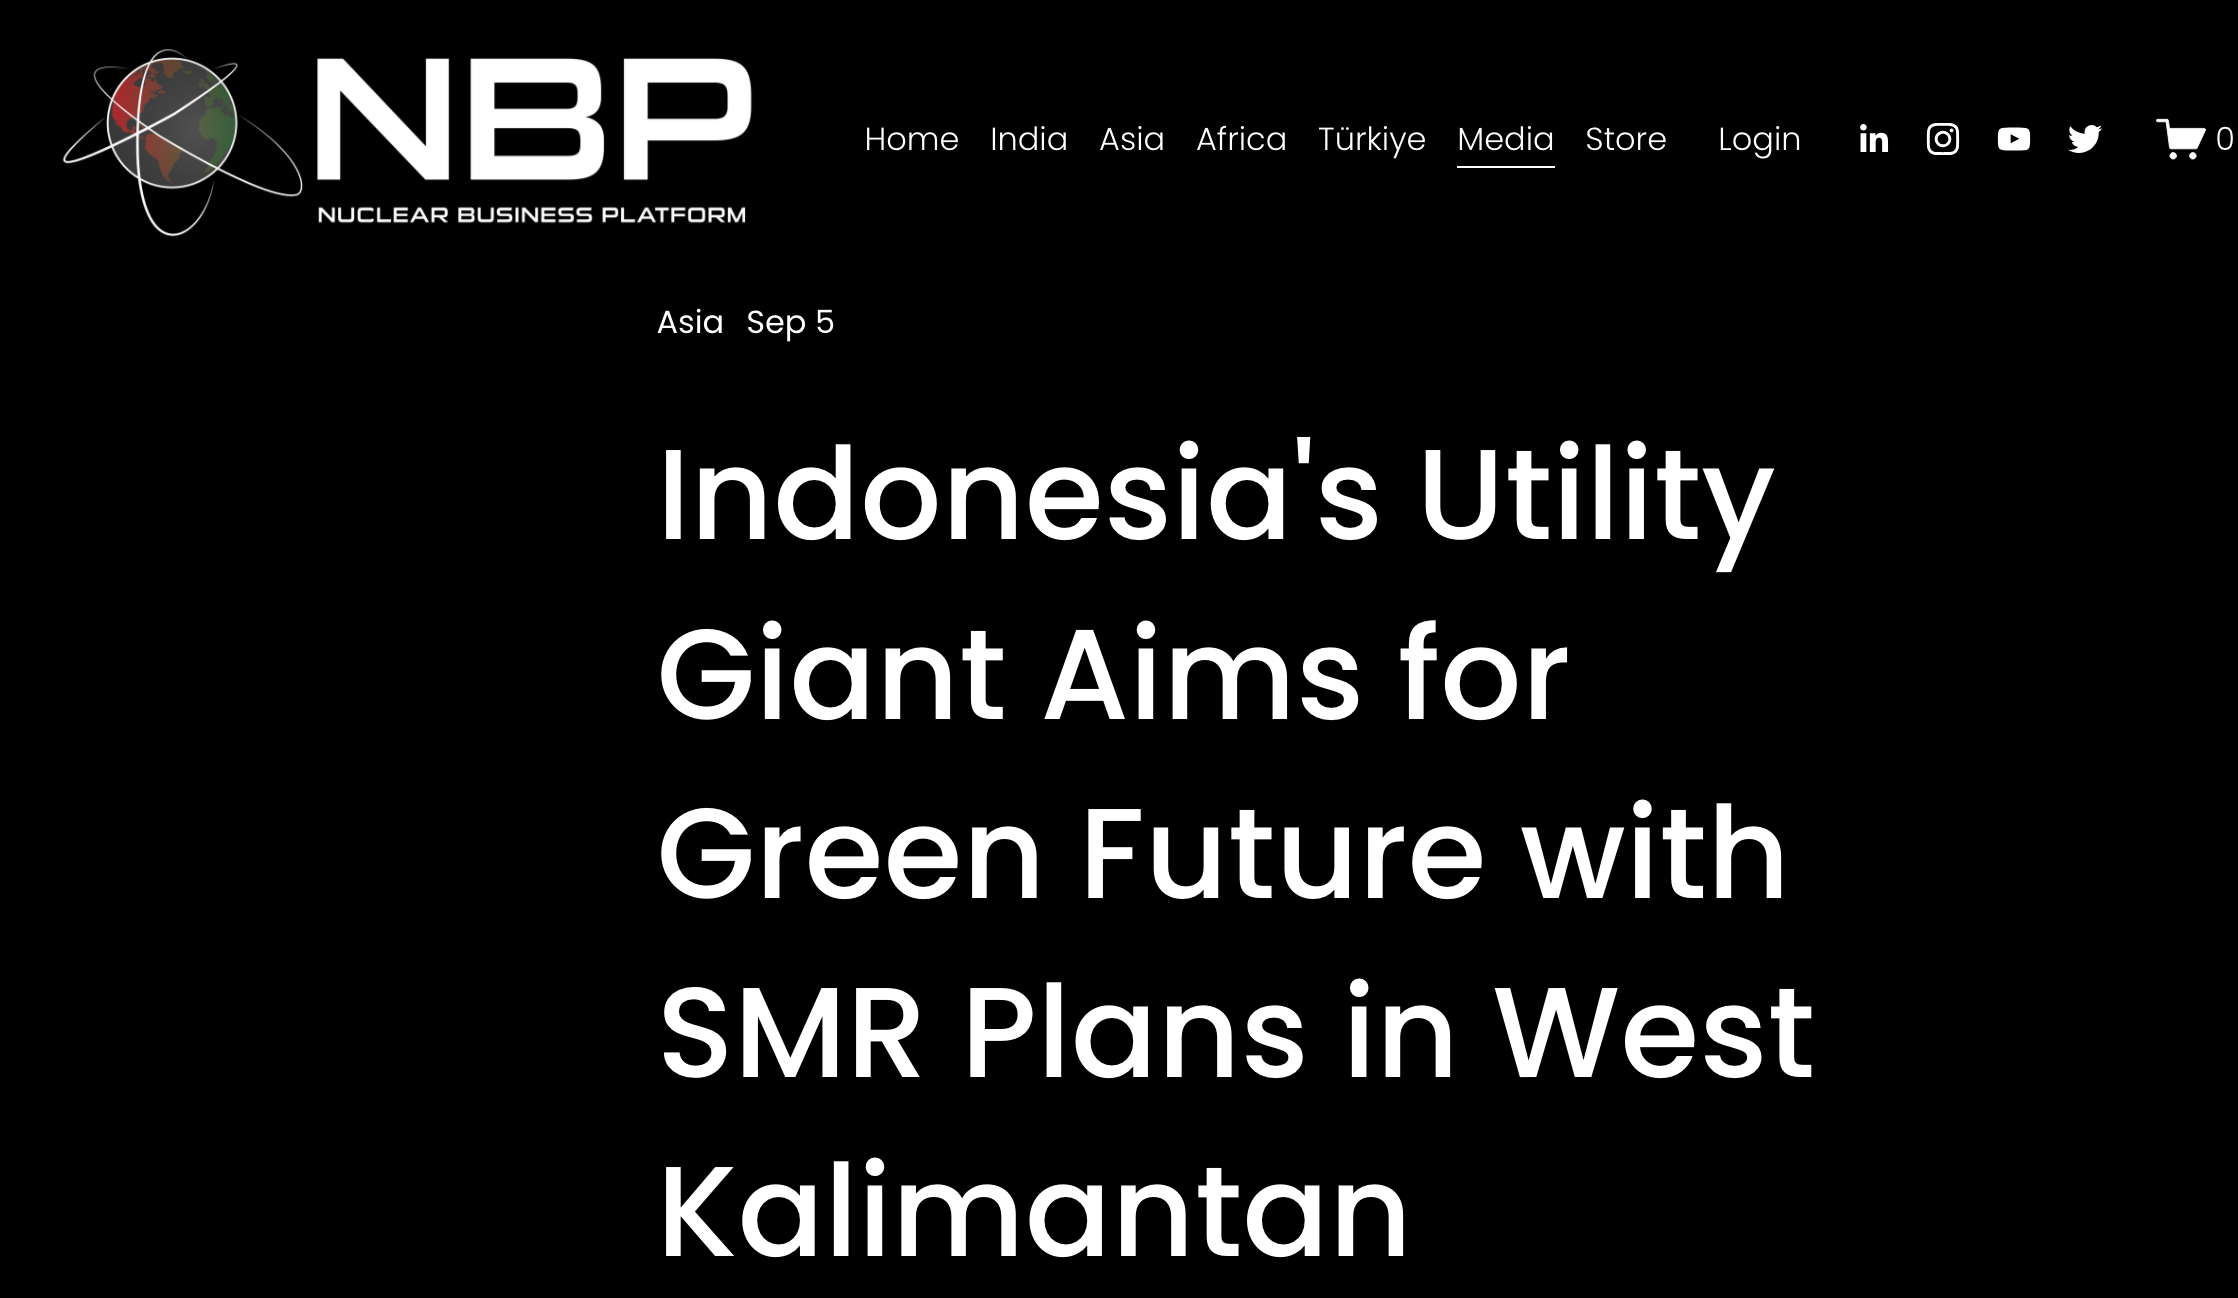 NBP
NUCLEAR BUSINESS PLATFORM
Home India Asia Africa Türkiye Media Store Login in 0
Asia Sep 5
Indonesia's Utility
Giant Aims for
Green Future with
SMR Plans in West
Kalimantan